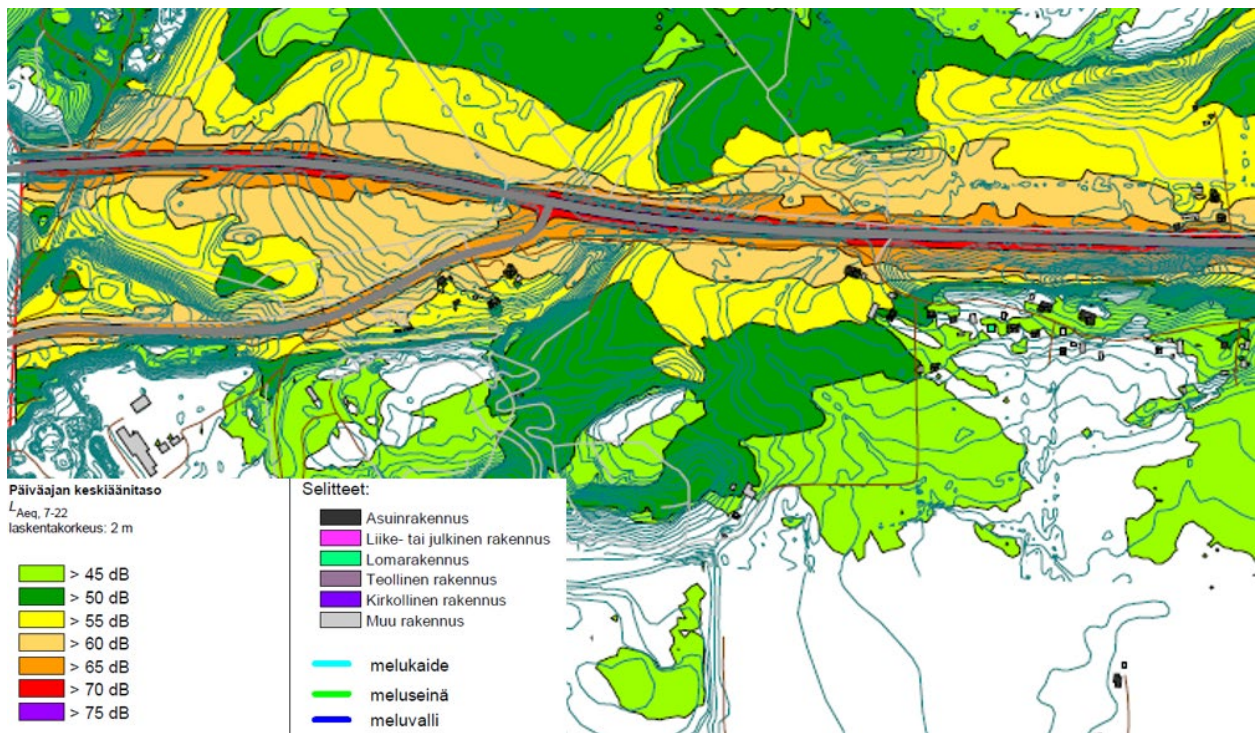 Päiväajan keskiäänitaso
LAeq, 7-22
laskentakorkeus: 2 m
> 45 dB
> 50 dB
> 55 dB
> 60 dB
> 65 dB
> 70 dB
> 75 dB
Selitteet:
Asuinrakennus
Liike- tai julkinen rakennus
Lomarakennus
Teollinen rakennus
Kirkollinen rakennus
Muu rakennus
melukaide
meluseinä
meluvalli